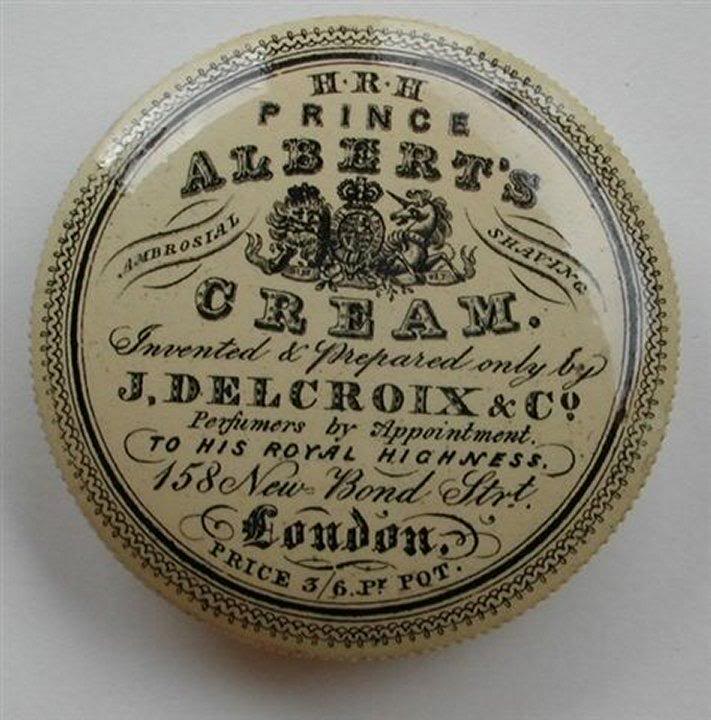 H·R·H
PRINCE
ALBERT'S
AMBROSIAL
SHAVING
CREAM.
Invented & Prepared only by
J. DELCROIX & Co
Perfumers by Appointment.
TO HIS ROYAL HIGHNESS.
158 New Bond Strt.
London.
PRICE 3/6. Pr POT.